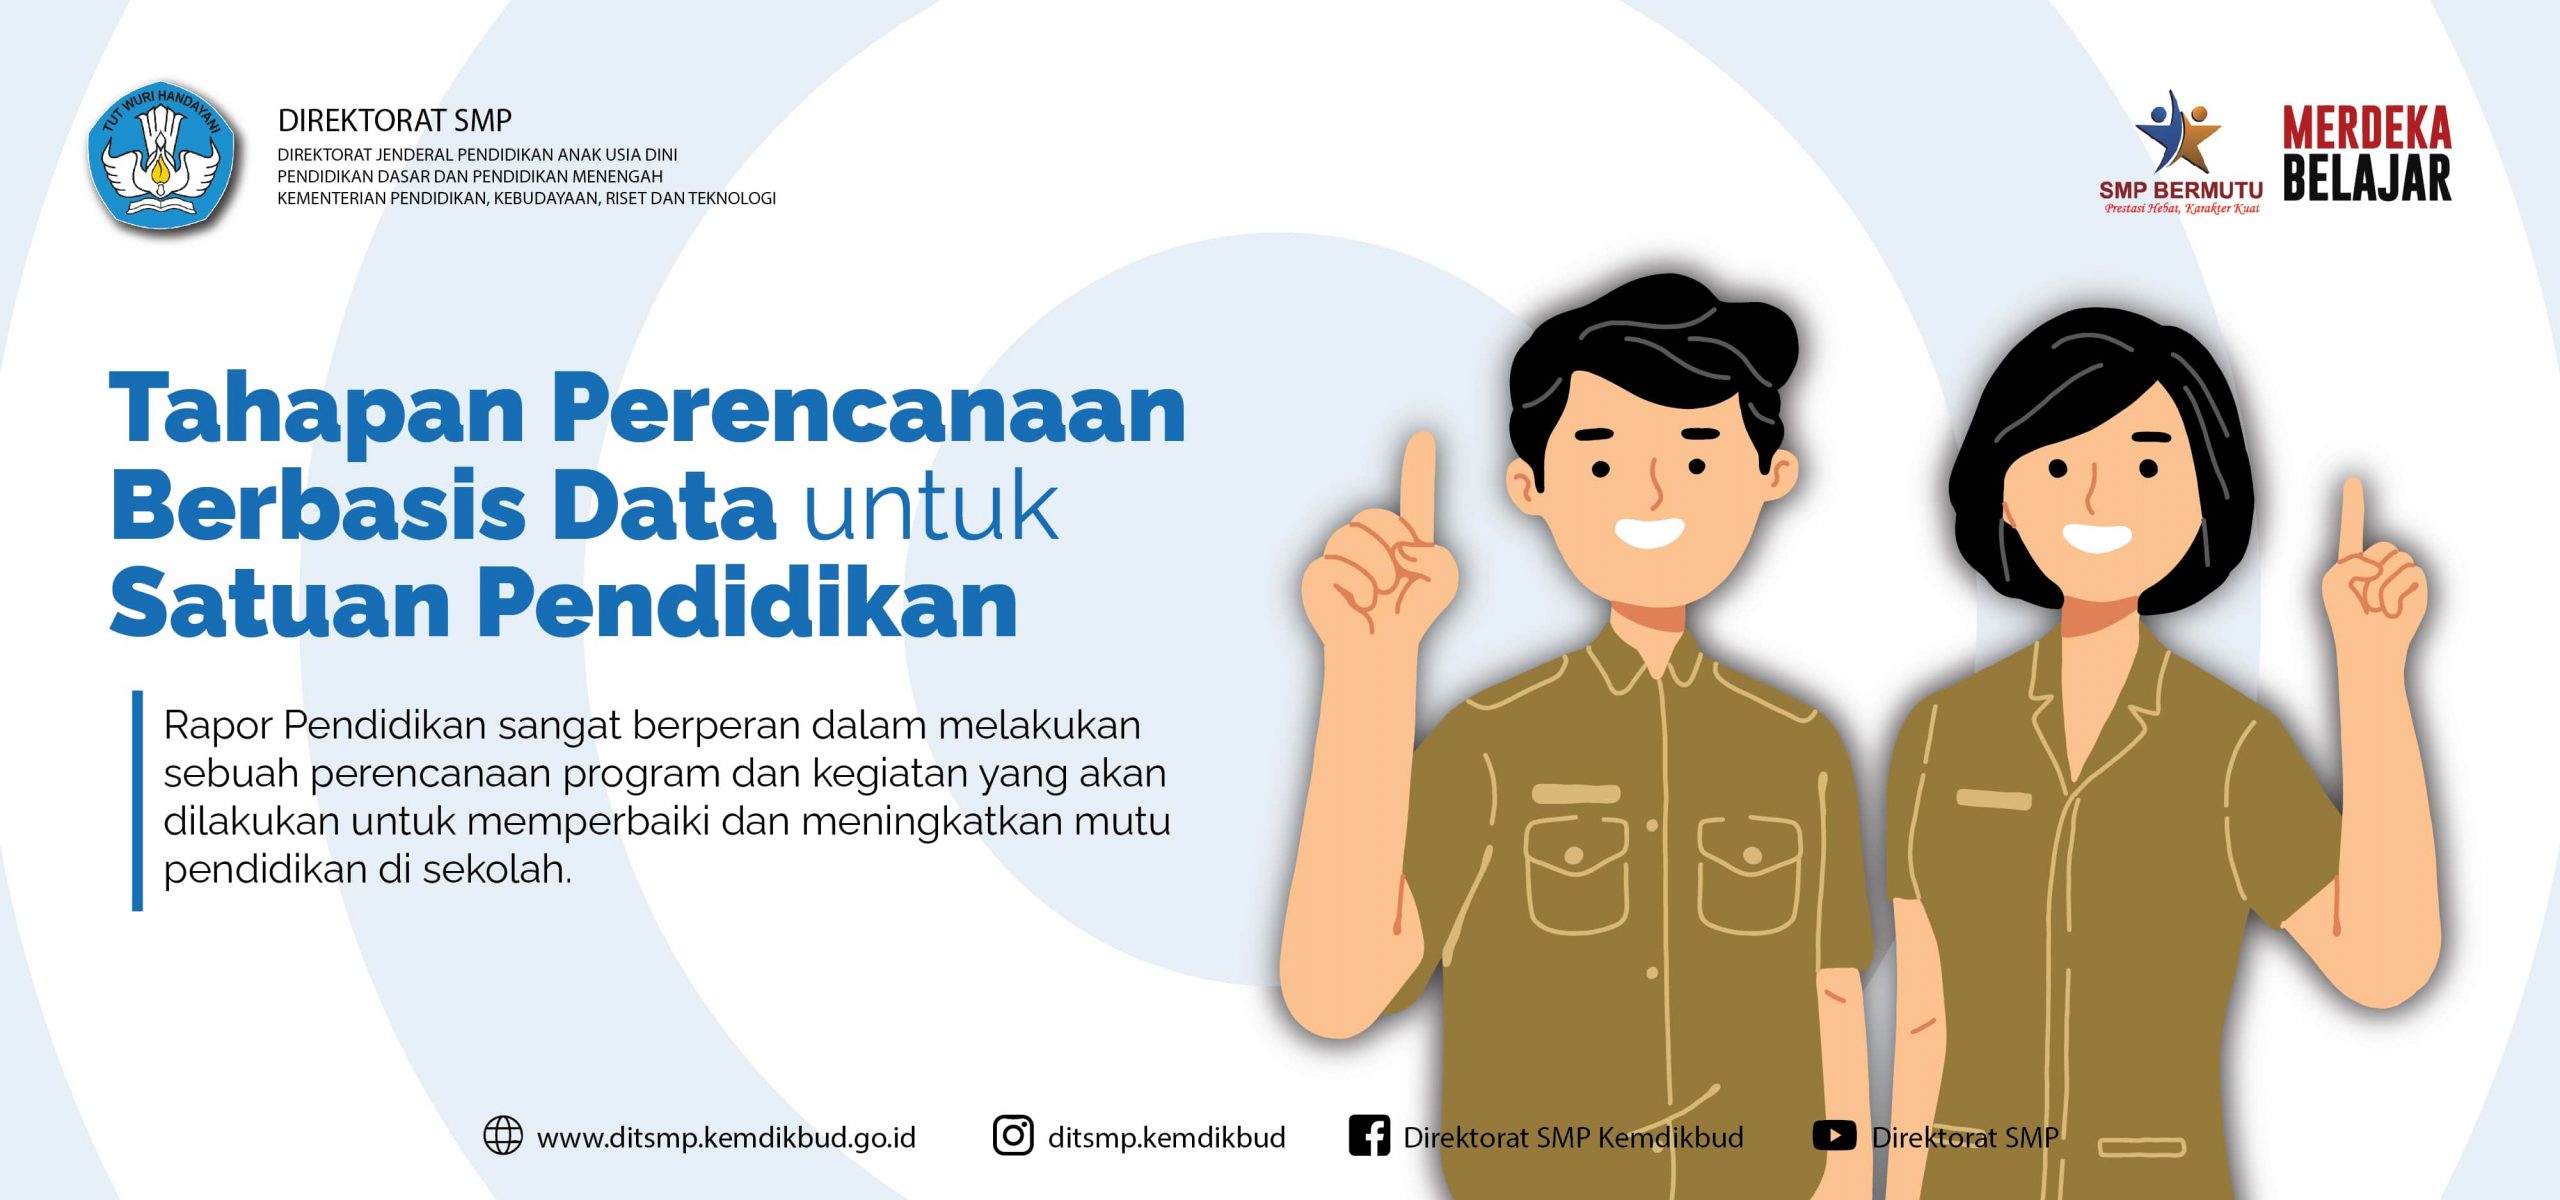 TUT WURI HANDAYANI
DIREKTORAT SMP
DIREKTORAT JENDERAL PENDIDIKAN ANAK USIA DINI
PENDIDIKAN DASAR DAN PENDIDIKAN MENENGAH
KEMENTERIAN PENDIDIKAN, KEBUDAYAAN, RISET DAN TEKNOLOGI
SMP BERMUTU
Prestasi Hebat, Karakter Kuat
MERDEKA
BELAJAR
Tahapan Perencanaan
Berbasis Data untuk
Satuan Pendidikan
Rapor Pendidikan sangat berperan dalam melakukan
sebuah perencanaan program dan kegiatan yang akan
dilakukan untuk memperbaiki dan meningkatkan mutu
pendidikan di sekolah.
www.ditsmp.kemdikbud.go.id
ditsmp.kemdikbud
Direktorat SMP Kemdikbud
Direktorat SMP